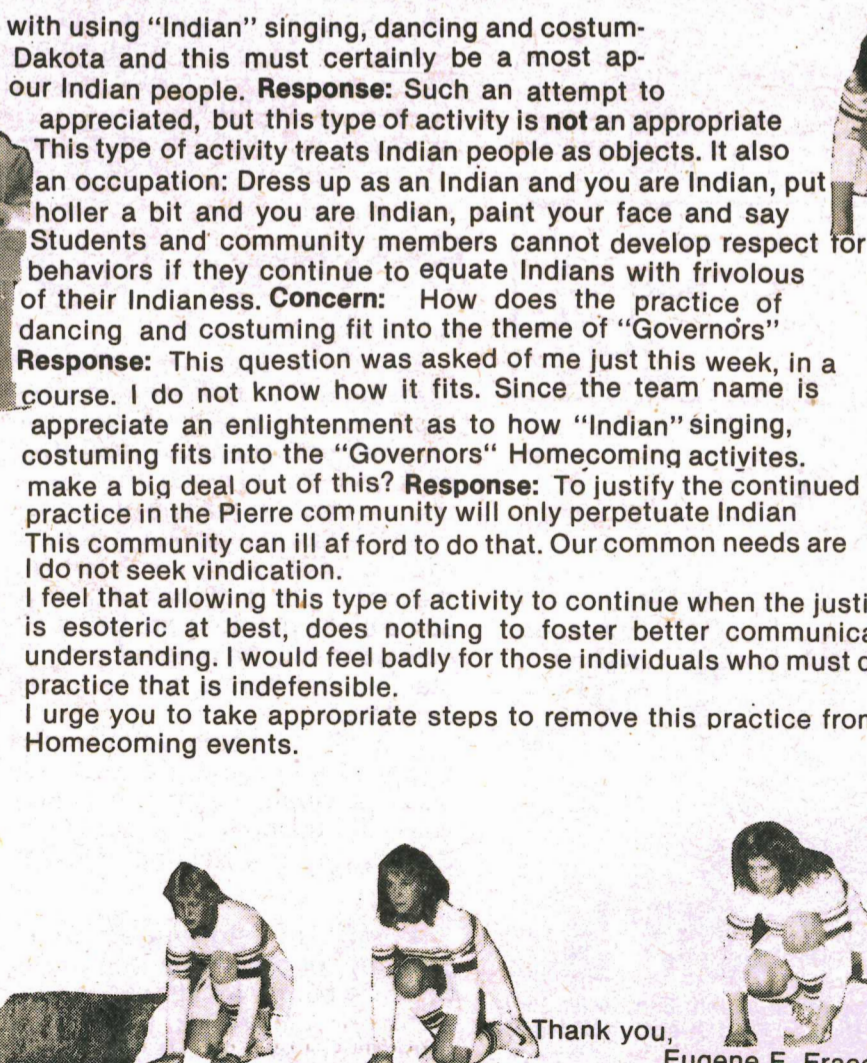 with using “Indian” singing, dancing and costum-
Dakota and this must certainly be a most ap-
our Indian people. Response: Such an attempt to
appreciated, but this type of activity is not an appropriate
This type of activity treats Indian people as objects. It also
an occupation: Dress up as an Indian and you are Indian, put
holler a bit and you are Indian, paint your face and say
Students and community members cannot develop respect for
behaviors if they continue to equate Indians with frivolous
of their Indianess. Concern: How does the practice of
dancing and costuming fit into the theme of “Governors”
Response: This question was asked of me just this week, in a
course. I do not know how it fits. Since the team name is
appreciate an enlightenment as to how “Indian” singing,
costuming fits into the “Governors“ Homecoming activites.
make a big deal out of this? Response: To justify the continued
practice in the Pierre community will only perpetuate Indian
This community can ill af ford to do that. Our common needs are
I do not seek vindication.
I feel that allowing this type of activity to continue when the justi
is esoteric at best, does nothing to foster better communica
understanding. I would feel badly for those individuals who must
practice that is indefensible.
I urge you to take appropriate steps to remove this practice from
Homecoming events.
Thank you,
Eugene E.